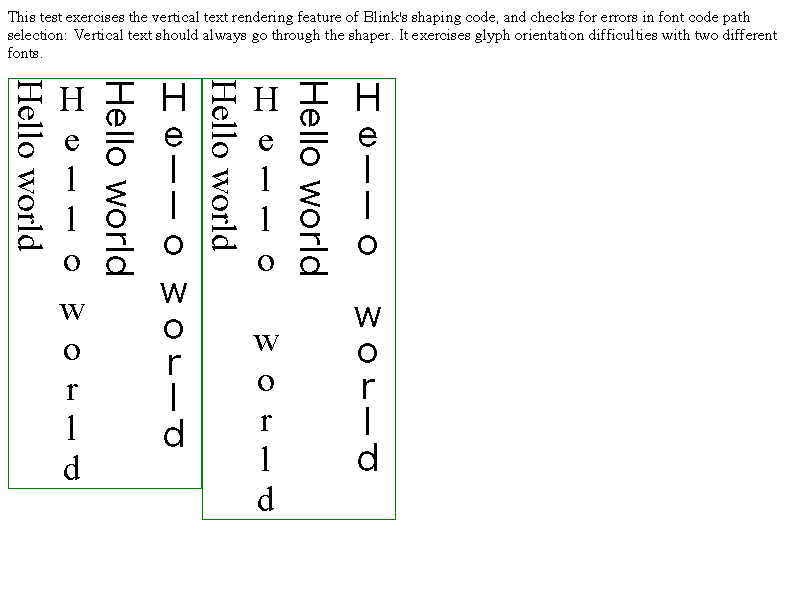 This test exercises the vertical text rendering feature of Blink's shaping code, and checks for errors in font code path
selection: Vertical text should always go through the shaper. It exercises glyph orientation difficulties with two different
fonts.
Hello world
Hello world
Hello world
Hello world
Hello world
Hello world
Hello world
Hello world